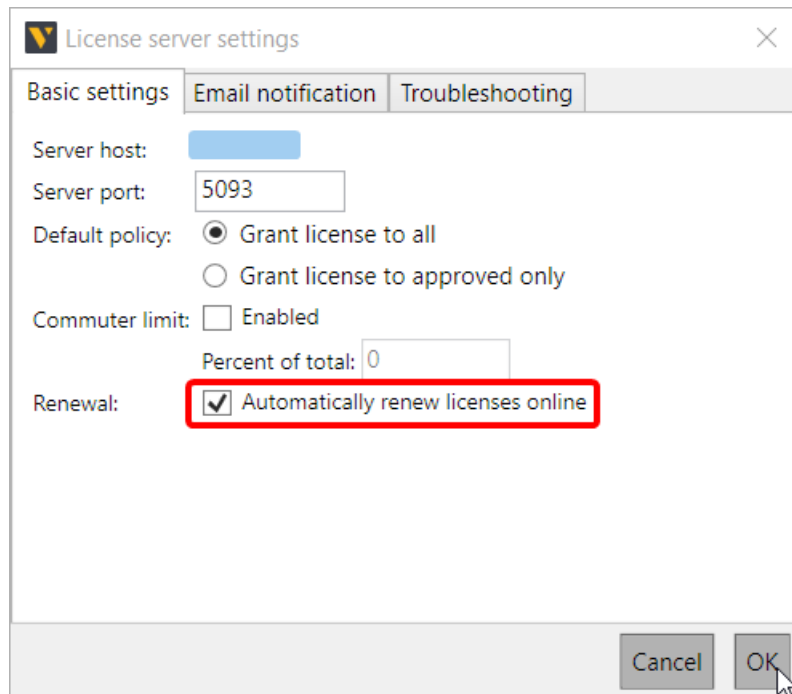 License server settings
Basic settings Email notification Troubleshooting
Server host:
Server port: 5093
Default policy: Grant license to all
Grant license to approved only
Commuter limit: Enabled
Percent of total: 0
Renewal: Automatically renew licenses online
Cancel OK